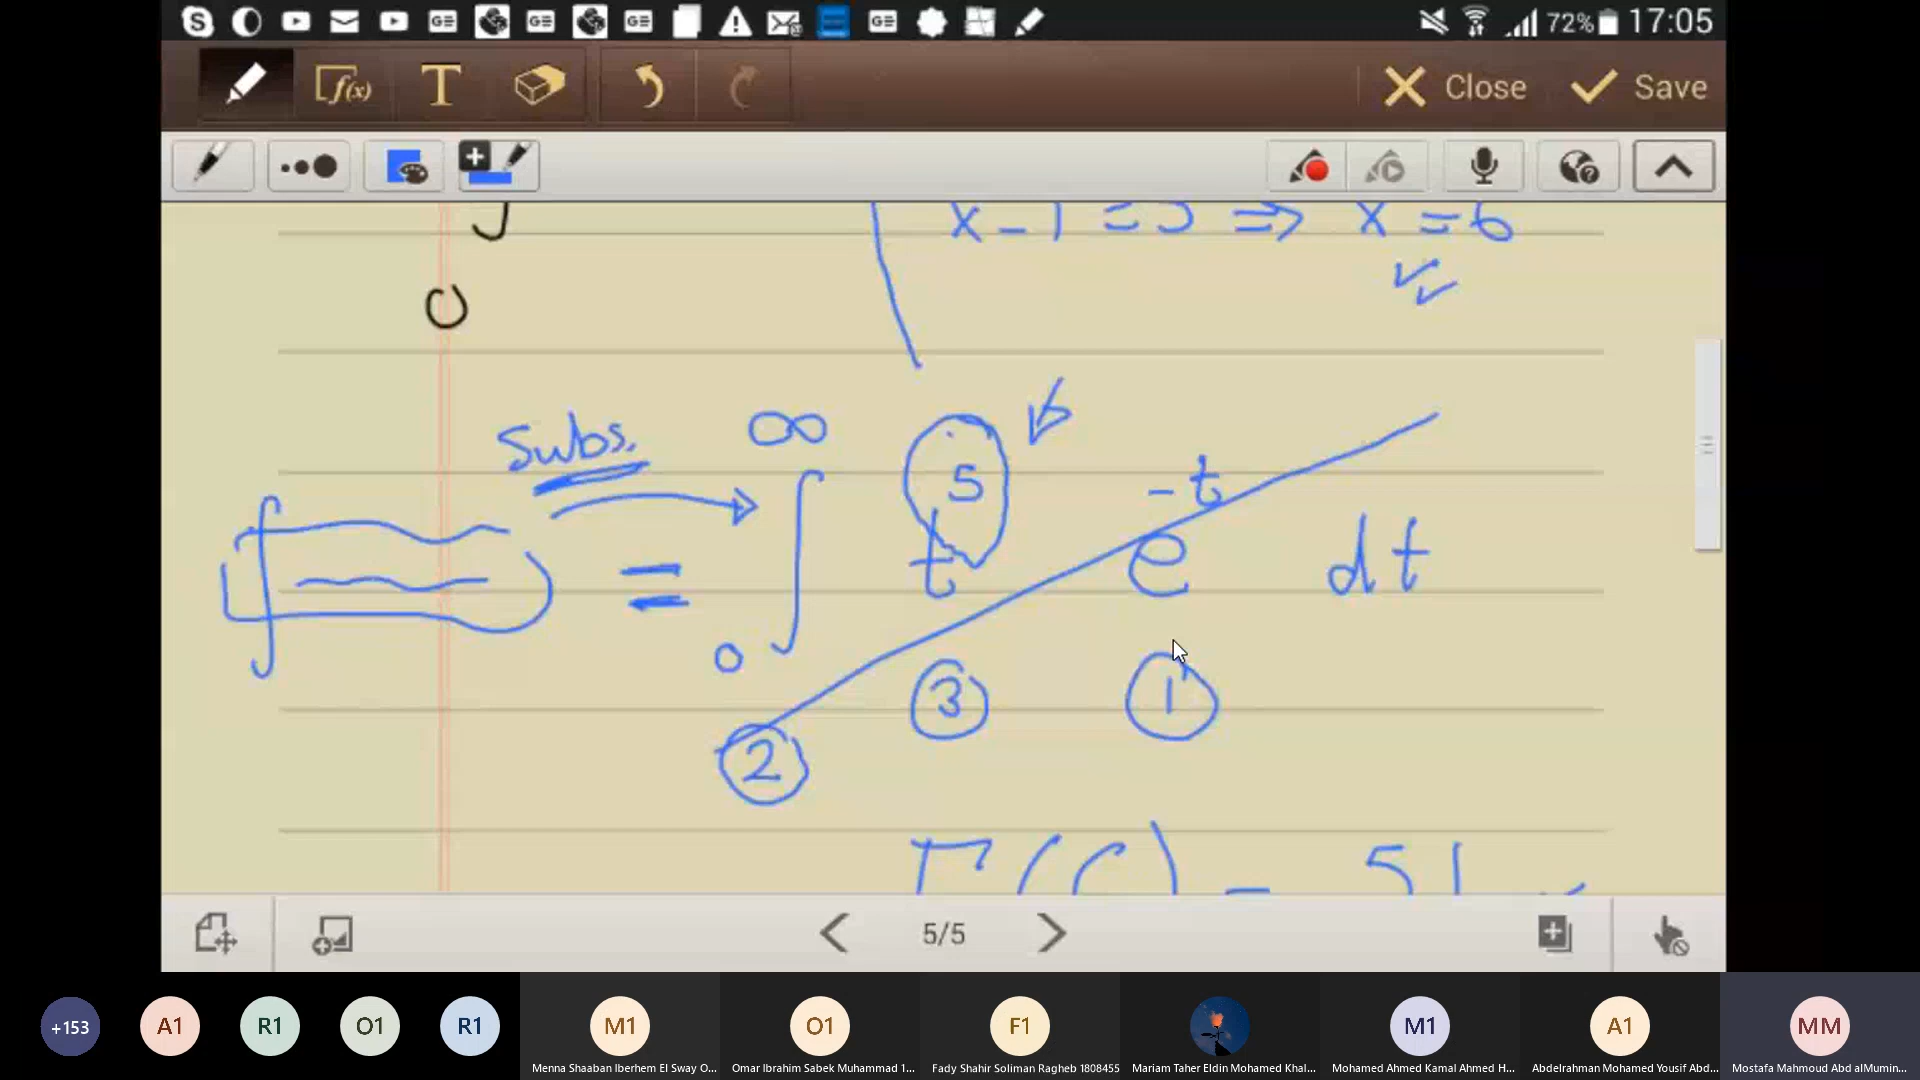 72% 17:05
f(x) T Close Save
x - 1 = 5 => x = 6
0
Subs. ∞ 5 - t
∫ = ∫ t e dt
0
3 1
2
Γ(6) = 5!
5/5
+153 A1 R1 O1 R1 M1 O1 F1 M1 A1 MM
Menna Shaaban Iberhem El Sway O... Omar Ibrahim Sabek Muhammad 1... Fady Shahir Soliman Ragheb 1808455 Mariam Taher Eldin Mohamed Khal... Mohamed Ahmed Kamal Ahmed H... Abdelrahman Mohamed Yousif Abd... Mostafa Mahmoud Abd alMumin...